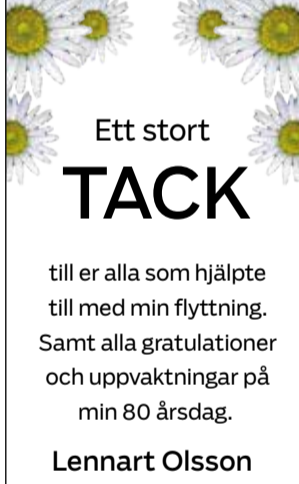 Ett stort
TACK
till er alla som hjälpte
till med min flyttning.
Samt alla gratulationer
och uppvaktningar på
min 80 årsdag.
Lennart Olsson